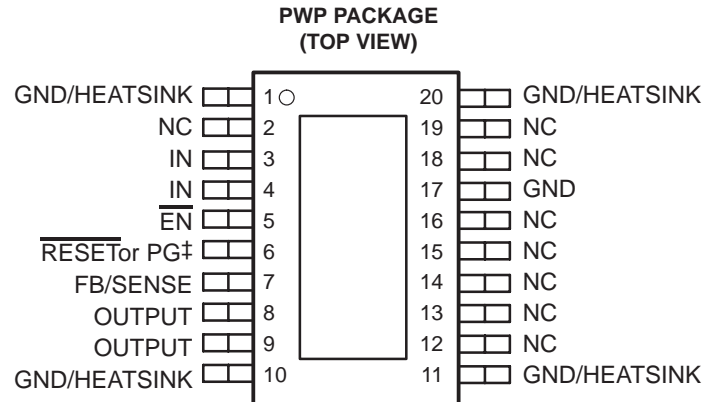 PWP PACKAGE
(TOP VIEW)
GND/HEATSINK 1 20 GND/HEATSINK
NC 2 19 NC
IN 3 18 NC
IN 4 17 GND
EN 5 16 NC
RESETor PG‡ 6 15 NC
FB/SENSE 7 14 NC
OUTPUT 8 13 NC
OUTPUT 9 12 NC
GND/HEATSINK 10 11 GND/HEATSINK